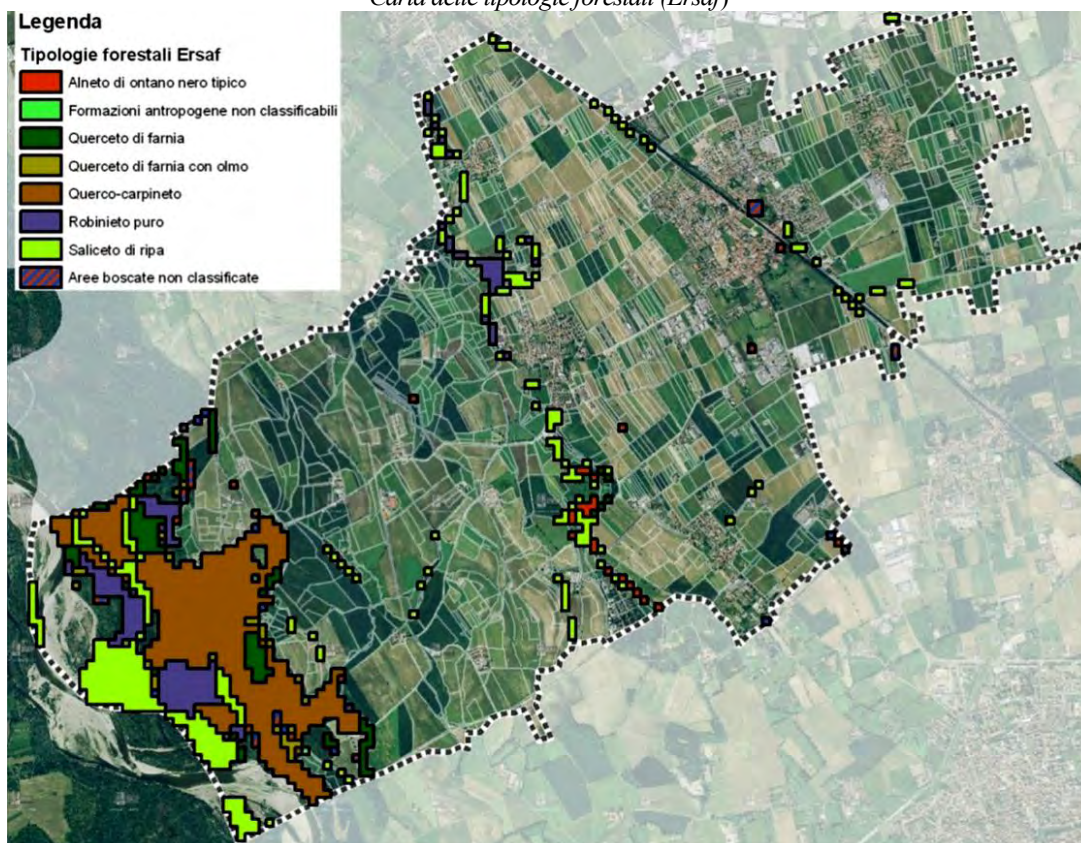 Carta delle tipologie forestali (Ersaf)
Legenda
Tipologie forestali Ersaf
Alneto di ontano nero tipico
Formazioni antropogene non classificabili
Querceto di farnia
Querceto di farnia con olmo
Querco-carpineto
Robinieto puro
Saliceto di ripa
Aree boscate non classificate